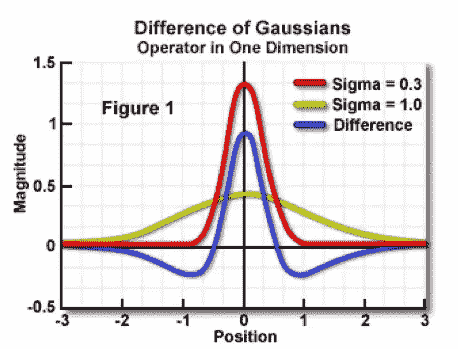 Difference of Gaussians
Operator in One Dimension
1.5
Sigma = 0.3
Figure 1
Sigma = 1.0
1
Difference
Magnitude
0.5
0
-0.5
-3 -2 -1 0 1 2 3
Position